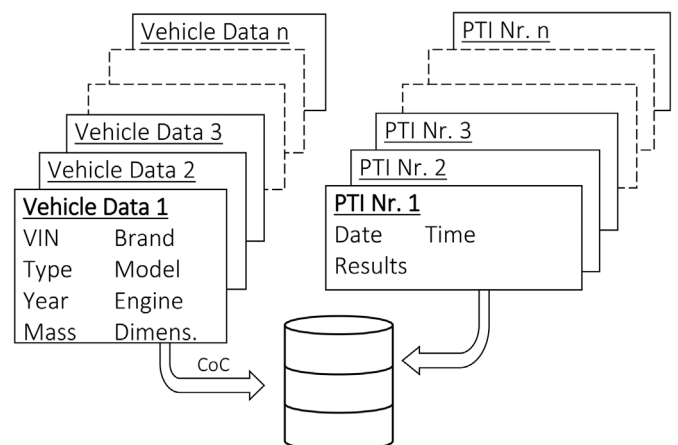 Vehicle Data n
Vehicle Data 3
Vehicle Data 2
Vehicle Data 1
VIN Brand
Type Model
Year Engine
Mass Dimens.
CoC
PTI Nr. n
PTI Nr. 3
PTI Nr. 2
PTI Nr. 1
Date Time
Results